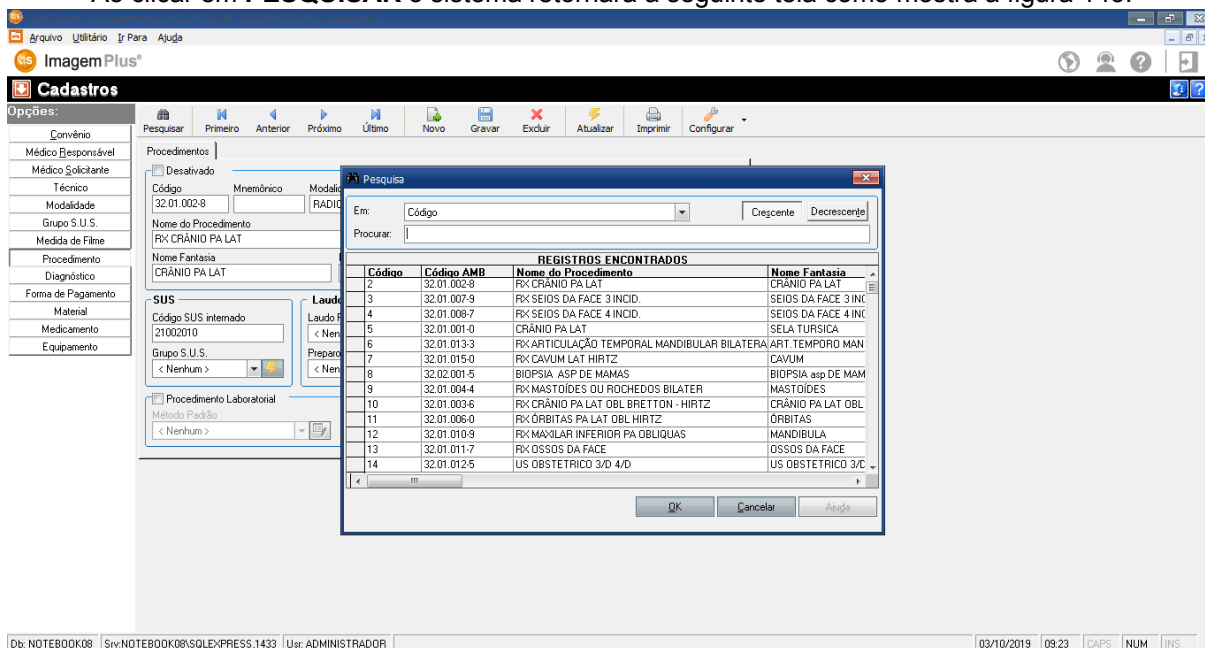 Ao clicar em PESQUISAR o sistema retornará a seguinte tela como mostra a figura
Arquivo Utilitário Ir Para Ajuda
GS ImagemPlus®
Cadastros
Opções:
Pesquisar Primeiro Anterior Próximo Último Novo Gravar Excluir Atualizar Imprimir Configurar
Convênio
Médico Responsável
Médico Solicitante
Técnico
Modalidade
Grupo S.U.S.
Medida de Filme
Procedimento
Diagnóstico
Forma de Pagamento
Material
Medicamento
Equipamento
Procedimentos
Desativado
Código Mnemônico Modalid
32.01.002-8 RADIO
Nome do Procedimento
RX CRÂNIO PA LAT
Nome Fantasia
CRÂNIO PA LAT
SUS
Código SUS internado
21002010
Grupo S.U.S.
< Nenhum >
Laudo
Laudo P
< Nen
Preparo
< Nen
Procedimento Laboratorial
Método Padrão
< Nenhum >
Pesquisa
Em: Código Crescente Decrescente
Procurar:
REGISTROS ENCONTRADOS
Código Código AMB Nome do Procedimento Nome Fantasia
2 32.01.002-8 RX CRÂNIO PA LAT CRÂNIO PA LAT
3 32.01.007-9 RX SEIOS DA FACE 3 INCID. SEIOS DA FACE 3 INC
4 32.01.008-7 RX SEIOS DA FACE 4 INCID. SEIOS DA FACE 4 INC
5 32.01.001-0 CRÂNIO PA LAT SELA TURSICA
6 32.01.013-3 RX ARTICULAÇÃO TEMPORAL MANDIBULAR BILATERA ART.TEMPORO MAN
7 32.01.015-0 RX CAVUM LAT HIRTZ CAVUM
8 32.02.001-5 BIOPSIA ASP DE MAMAS BIOPSIA asp DE MAM
9 32.01.004-4 RX MASTOÍDES OU ROCHEDOS BILATER MASTOÍDES
10 32.01.003-6 RX CRÂNIO PA LAT OBL BRETTON - HIRTZ CRÂNIO PA LAT OBL
11 32.01.006-0 RX ÓRBITAS PA LAT OBL HIRTZ ÓRBITAS
12 32.01.010-9 RX MAXILAR INFERIOR PA OBLIQUAS MANDIBULA
13 32.01.011-7 RX OSSOS DA FACE OSSOS DA FACE
14 32.01.012-5 US OBSTETRICO 3/D 4/D US OBSTETRICO 3/D
OK Cancelar Ajuda
Db: NOTEBOOK08 Srv:NOTEBOOK08\SQLEXPRESS,1433 Usr: ADMINISTRADOR 03/10/2019 09:23 CAPS NUM INS